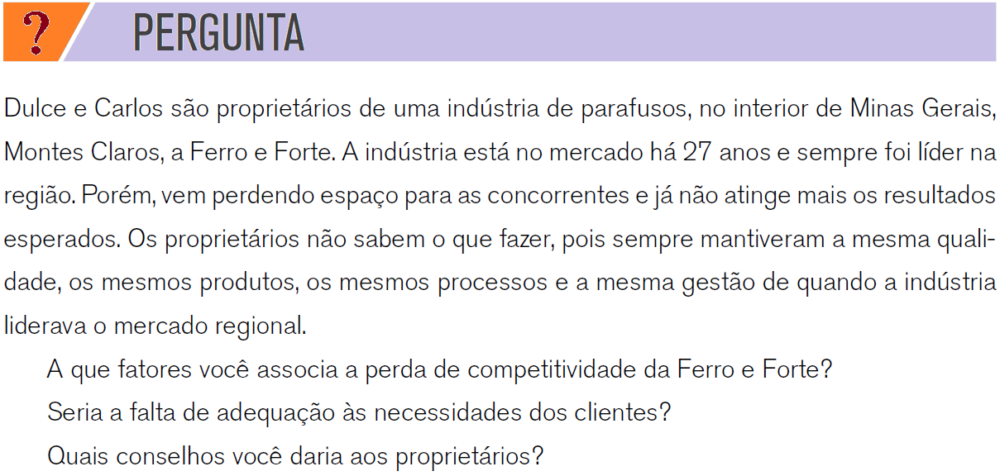 ?
PERGUNTA
Dulce e Carlos são proprietários de uma indústria de parafusos, no interior de Minas Gerais,
Montes Claros, a Ferro e Forte. A indústria está no mercado há 27 anos e sempre foi líder na
região. Porém, vem perdendo espaço para as concorrentes e já não atinge mais os resultados
esperados. Os proprietários não sabem o que fazer, pois sempre mantiveram a mesma quali-
dade, os mesmos produtos, os mesmos processos e a mesma gestão de quando a indústria
liderava o mercado regional.
A que fatores você associa a perda de competitividade da Ferro e Forte?
Seria a falta de adequação às necessidades dos clientes?
Quais conselhos você daria aos proprietários?